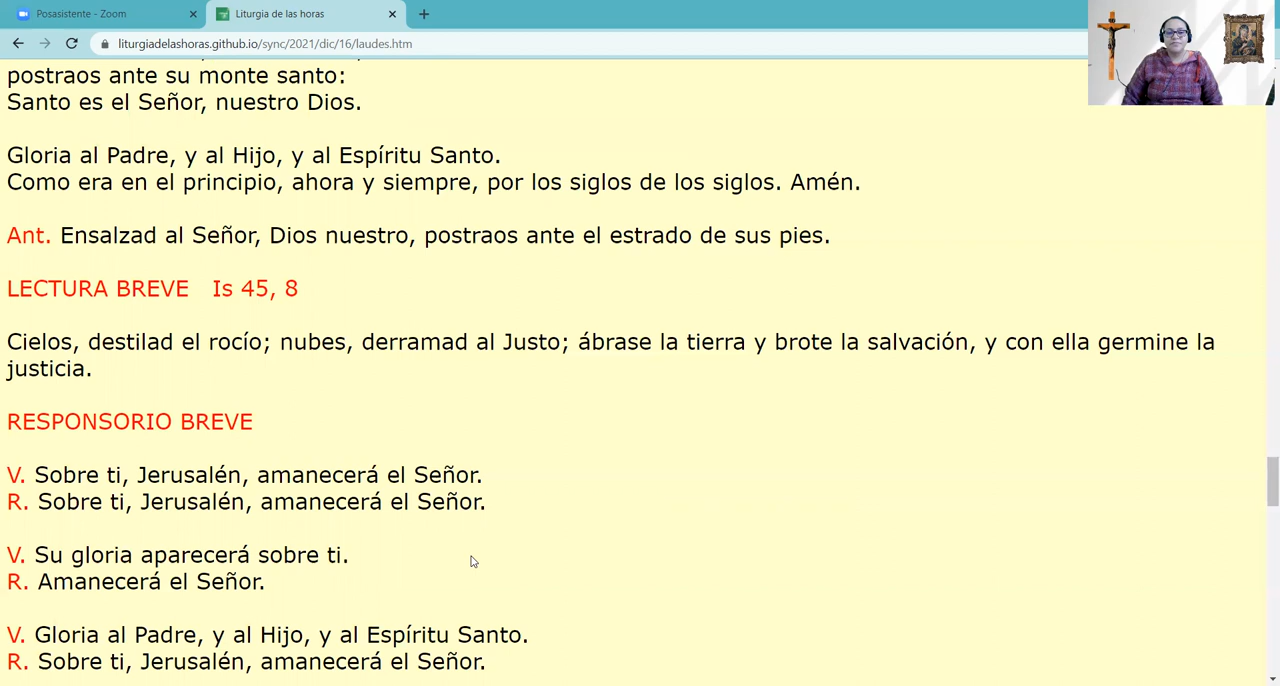 Posasistente - Zoom
Liturgia de las horas
liturgiadelashoras.github.io/sync/2021/dic/16/laudes.htm
postraos ante su monte santo:
Santo es el Señor, nuestro Dios.
Gloria al Padre, y al Hijo, y al Espíritu Santo.
Como era en el principio, ahora y siempre, por los siglos de los siglos. Amén.
Ant. Ensalzad al Señor, Dios nuestro, postraos ante el estrado de sus pies.
LECTURA BREVE Is 45, 8
Cielos, destilad el rocío; nubes, derramad al Justo; ábrase la tierra y brote la salvación, y con ella germine la
justicia.
RESPONSORIO BREVE
V. Sobre ti, Jerusalén, amanecerá el Señor.
R. Sobre ti, Jerusalén, amanecerá el Señor.
V. Su gloria aparecerá sobre ti.
R. Amanecerá el Señor.
V. Gloria al Padre, y al Hijo, y al Espíritu Santo.
R. Sobre ti, Jerusalén, amanecerá el Señor.